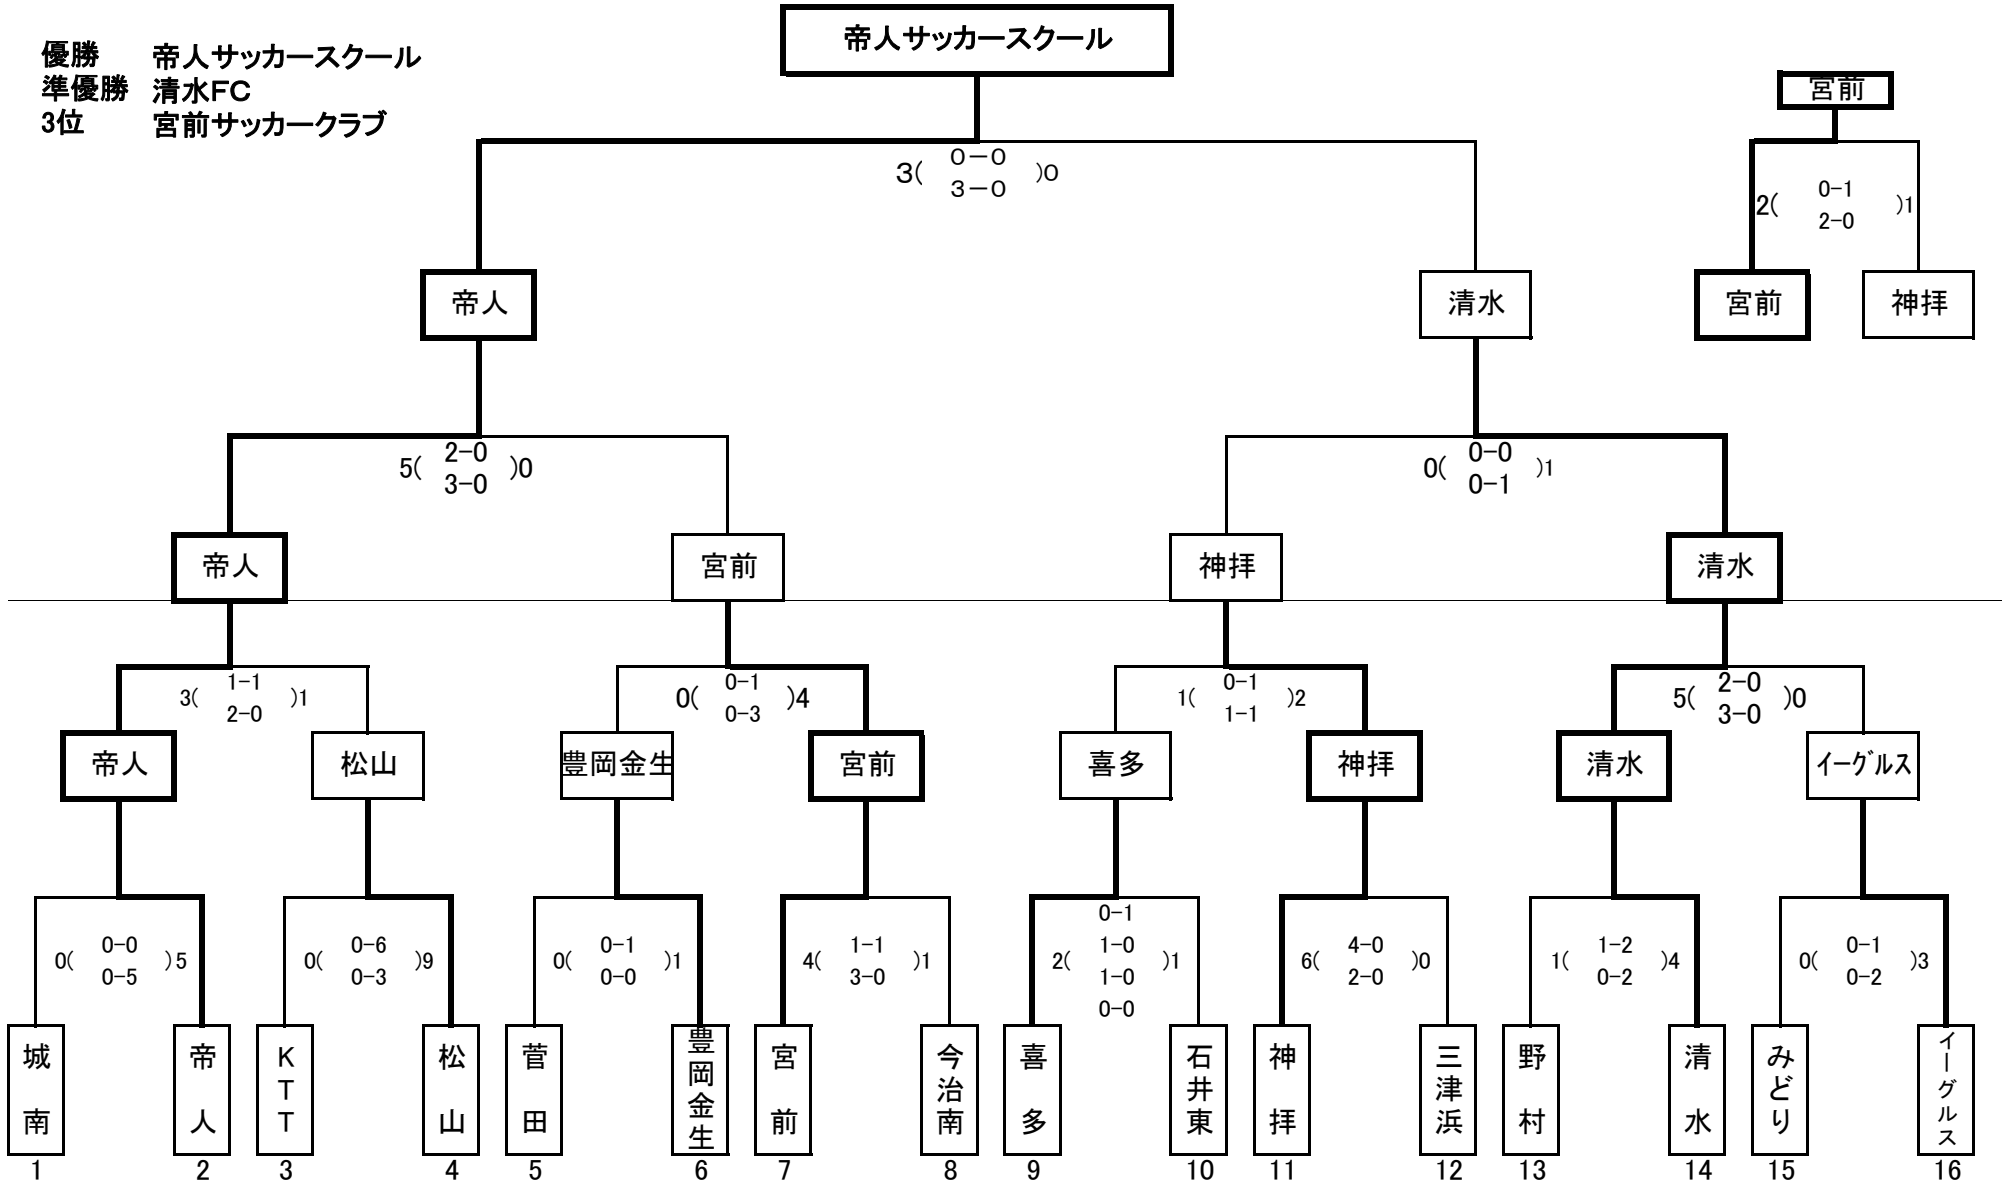 帝人サッカースクール
優勝 帝人サッカースクール
準優勝 清水FC
3位 宮前サッカークラブ
宮前
3( 0-0 )0
3-0
2( 0-1 )1
2-0
帝人 清水 宮前 神拝
5( 2-0 )0
3-0
0( 0-0 )1
0-1
帝人 宮前 神拝 清水
3( 1-1 )1
2-0
0( 0-1 )4
0-3
1( 0-1 )2
1-1
5( 2-0 )0
3-0
帝人 松山 豊岡金生 宮前 喜多 神拝 清水 イーグルス
0( 0-0 )5
0-5
0( 0-6 )9
0-3
0( 0-1 )1
0-0
4( 1-1 )1
3-0
0-1
2( 1-0 )1
1-0
0-0
6( 4-0 )0
2-0
1( 1-2 )4
0-2
0( 0-1 )3
0-2
城南 帝人 KTT 松山 菅田 豊岡金生 宮前 今治南 喜多 石井東 神拝 三津浜 野村 清水 みどり イーグルス
1 2 3 4 5 6 7 8 9 10 11 12 13 14 15 16